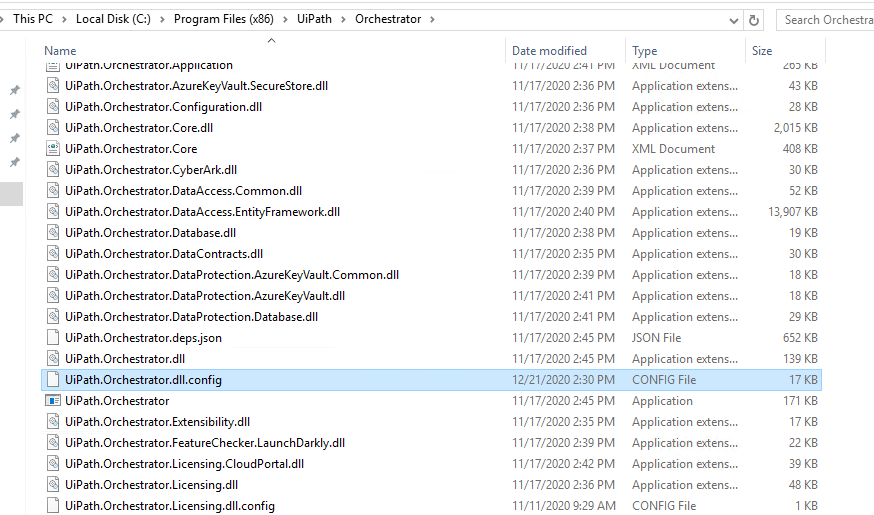 This PC > Local Disk (C:) > Program Files (x86) > UiPath > Orchestrator >
Search Orchestra
Name Date modified Type Size
UiPath.Orchestrator.Application 11/17/2020 2:41 PM XML Document 265 KB
UiPath.Orchestrator.AzureKeyVault.SecureStore.dll 11/17/2020 2:36 PM Application extens... 43 KB
UiPath.Orchestrator.Configuration.dll 11/17/2020 2:36 PM Application extens... 28 KB
UiPath.Orchestrator.Core.dll 11/17/2020 2:38 PM Application extens... 2,015 KB
UiPath.Orchestrator.Core 11/17/2020 2:37 PM XML Document 408 KB
UiPath.Orchestrator.CyberArk.dll 11/17/2020 2:36 PM Application extens... 30 KB
UiPath.Orchestrator.DataAccess.Common.dll 11/17/2020 2:39 PM Application extens... 52 KB
UiPath.Orchestrator.DataAccess.EntityFramework.dll 11/17/2020 2:40 PM Application extens... 13,907 KB
UiPath.Orchestrator.Database.dll 11/17/2020 2:38 PM Application extens... 19 KB
UiPath.Orchestrator.DataContracts.dll 11/17/2020 2:35 PM Application extens... 30 KB
UiPath.Orchestrator.DataProtection.AzureKeyVault.Common.dll 11/17/2020 2:39 PM Application extens... 18 KB
UiPath.Orchestrator.DataProtection.AzureKeyVault.dll 11/17/2020 2:41 PM Application extens... 18 KB
UiPath.Orchestrator.DataProtection.Database.dll 11/17/2020 2:41 PM Application extens... 29 KB
UiPath.Orchestrator.deps.json 11/17/2020 2:45 PM JSON File 652 KB
UiPath.Orchestrator.dll 11/17/2020 2:45 PM Application extens... 139 KB
UiPath.Orchestrator.dll.config 12/21/2020 2:30 PM CONFIG File 17 KB
UiPath.Orchestrator 11/17/2020 2:45 PM Application 171 KB
UiPath.Orchestrator.Extensibility.dll 11/17/2020 2:35 PM Application extens... 17 KB
UiPath.Orchestrator.FeatureChecker.LaunchDarkly.dll 11/17/2020 2:39 PM Application extens... 22 KB
UiPath.Orchestrator.Licensing.CloudPortal.dll 11/17/2020 2:42 PM Application extens... 39 KB
UiPath.Orchestrator.Licensing.dll 11/17/2020 2:36 PM Application extens... 48 KB
UiPath.Orchestrator.Licensing.dll.config 11/11/2020 9:29 AM CONFIG File 1 KB